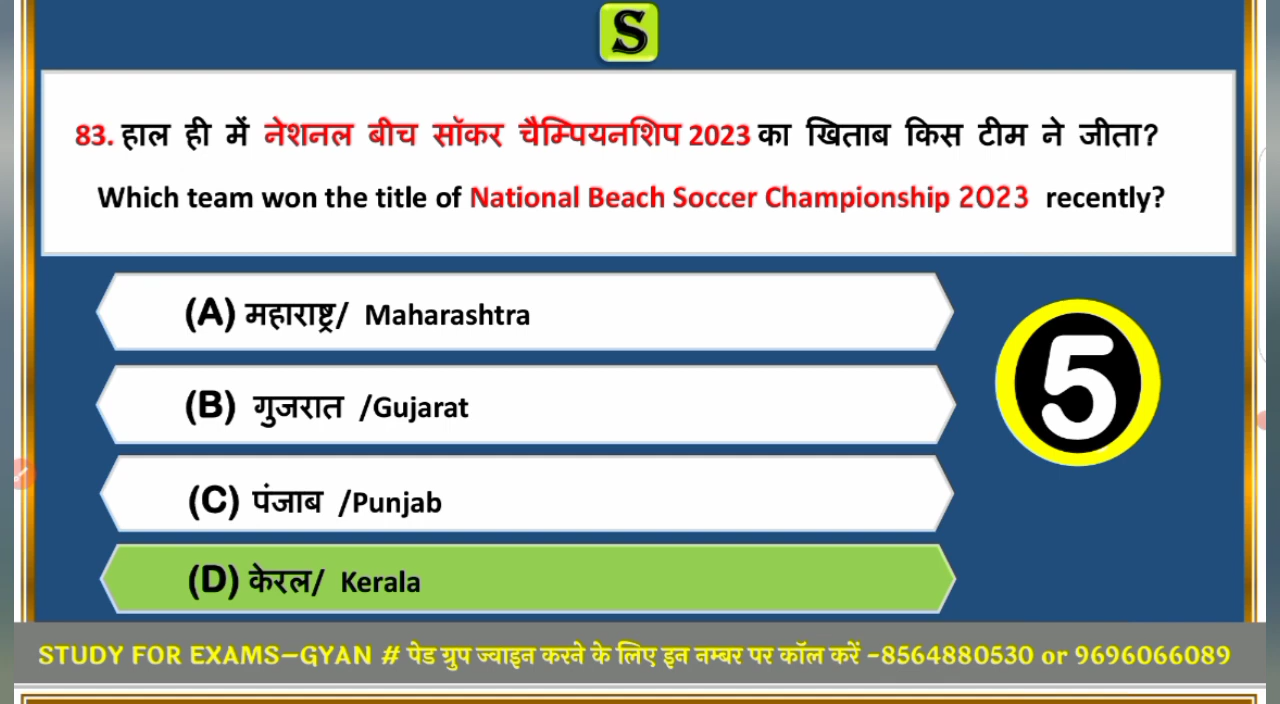 S
83. हाल ही में नेशनल बीच सॉकर चैम्पियनशिप 2023 का खिताब किस टीम ने जीता?
Which team won the title of National Beach Soccer Championship 2023 recently?
(A) महाराष्ट्र/ Maharashtra
(B) गुजरात /Gujarat
5
(C) पंजाब /Punjab
(D) केरल/ Kerala
STUDY FOR EXAMS-GYAN # पेड ग्रुप ज्वाइन करने के लिए इन नम्बर पर कॉल करें -8564880530 or 9696066089